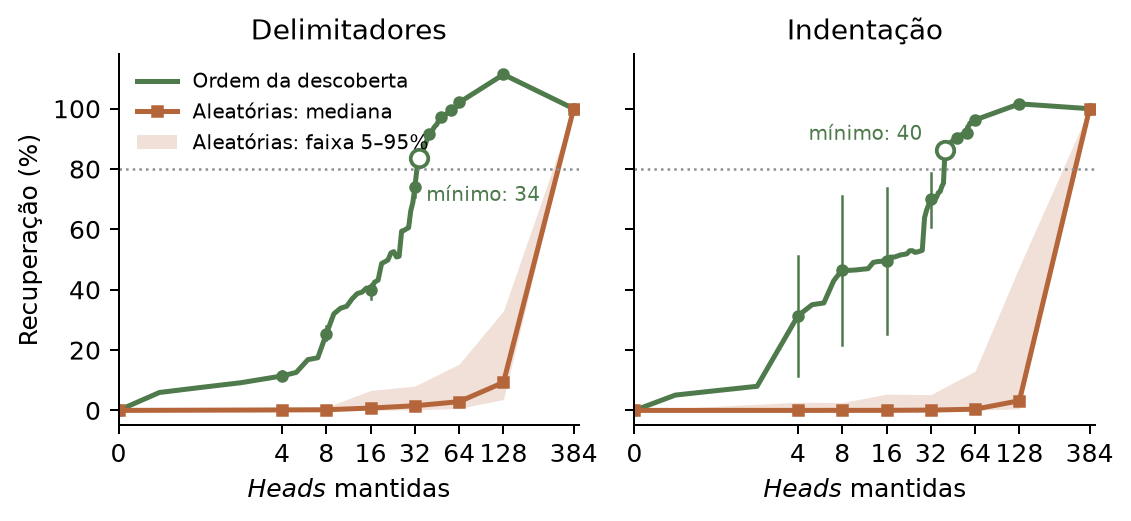 Delimitadores
Indentação
Ordem da descoberta
Aleatórias: mediana
Aleatórias: faixa 5–95%
mínimo: 34
mínimo: 40
Recuperação (%)
100
80
60
40
20
0
0 4 8 16 32 64 128 384
0 4 8 16 32 64 128 384
Heads mantidas
Heads mantidas